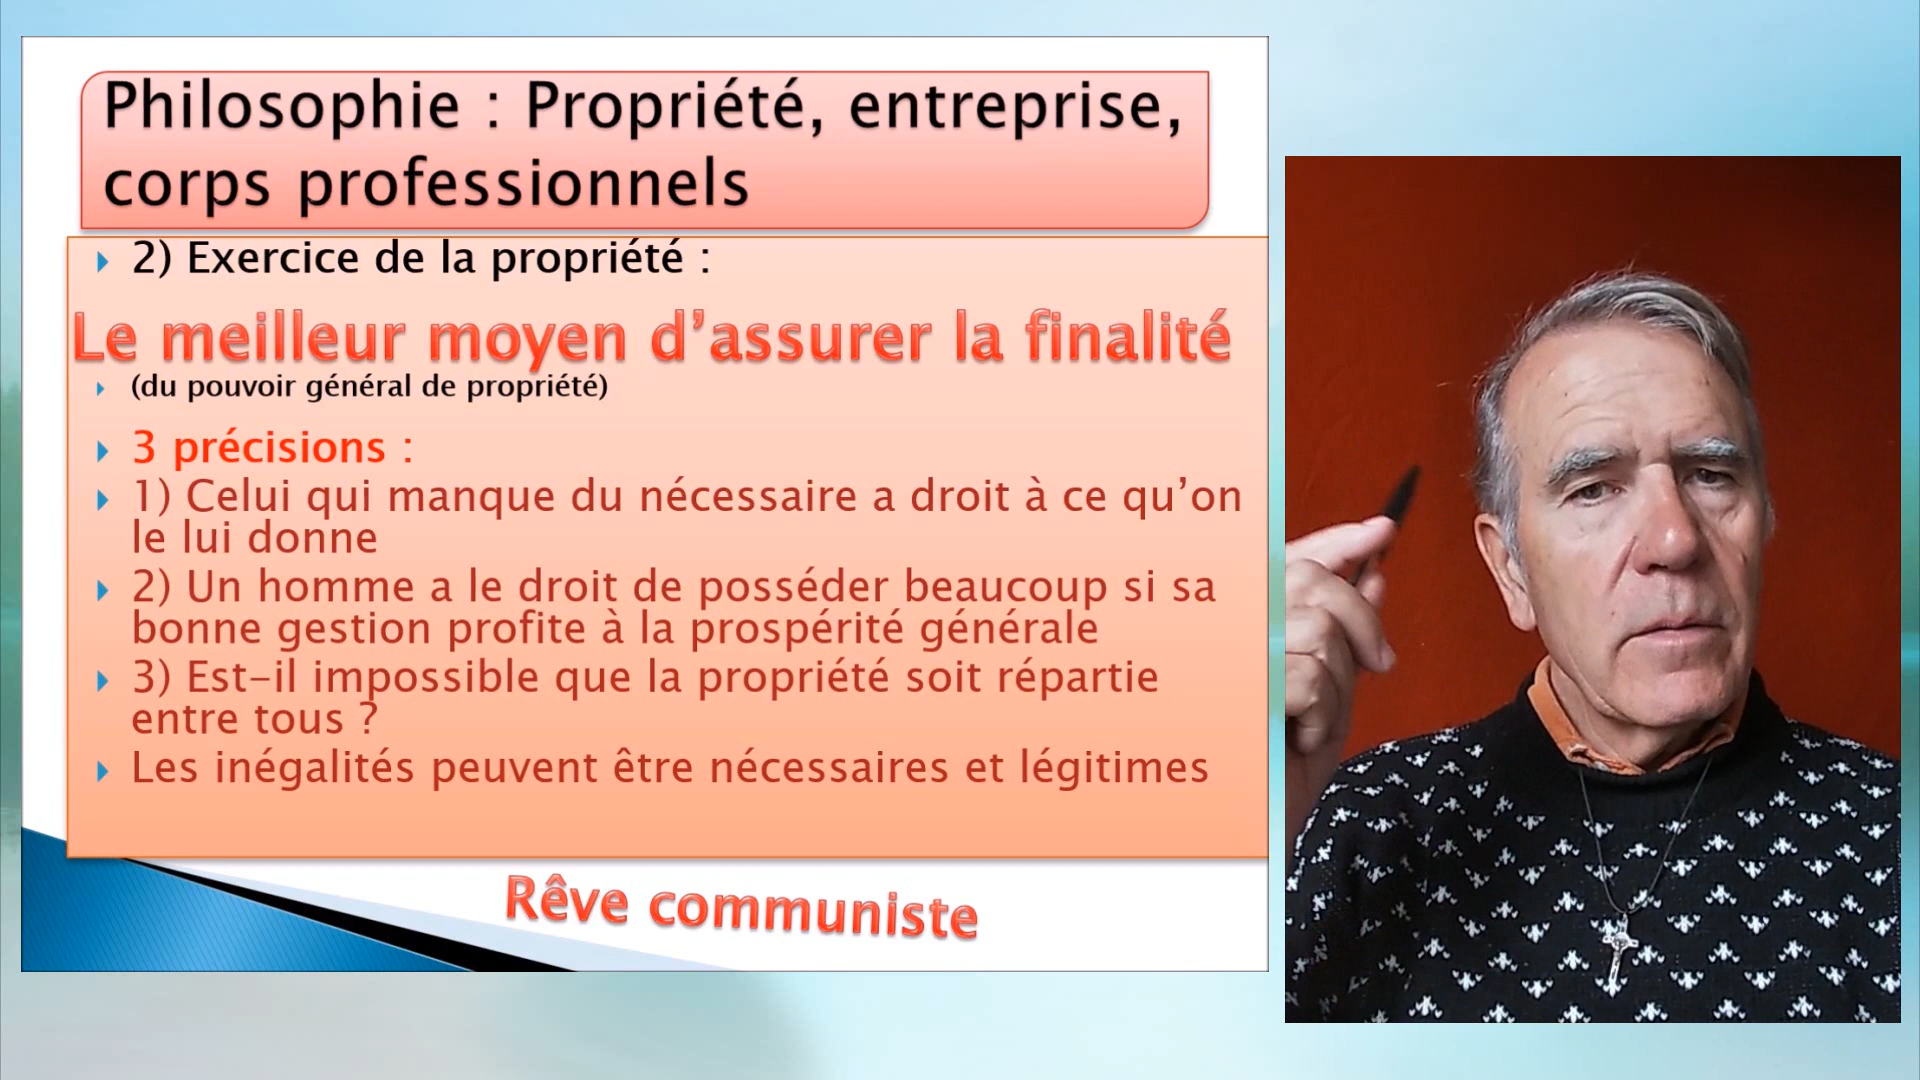 Philosophie : Propriété, entreprise,
corps professionnels
2) Exercice de la propriété :
Le meilleur moyen d’assurer la finalité
(du pouvoir général de propriété)
3 précisions :
1) Celui qui manque du nécessaire a droit à ce qu’on
le lui donne
2) Un homme a le droit de posséder beaucoup si sa
bonne gestion profite à la prospérité générale
3) Est-il impossible que la propriété soit répartie
entre tous ?
Les inégalités peuvent être nécessaires et légitimes
Rêve communiste